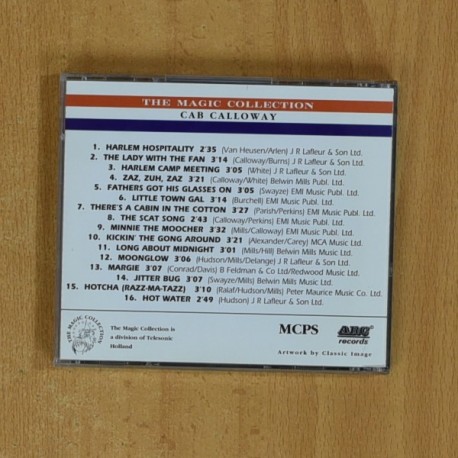 THE MAGIC COLLECTION
CAB CALLOWAY
1. HARLEM HOSPITALITY 2'35 (Van Heusen/Arlen) J R Lafleur & Son Ltd.
2. THE LADY WITH THE FAN 3'14 (Calloway/Burns) J R Lafleur & Son Ltd.
3. HARLEM CAMP MEETING 3'05 (White) J R Lafleur & Son Ltd.
4. ZAZ, ZUH, ZAZ 3'21 (Calloway/White) Belwin Mills Publ. Ltd.
5. FATHERS GOT HIS GLASSES ON 3'05 (Swayze) EMI Music Publ. Ltd.
6. LITTLE TOWN GAL 3'14 (Burchell) EMI Music Publ. Ltd.
7. THERE'S A CABIN IN THE COTTON 3'27 (Parish/Perkins) EMI Music Publ. Ltd.
8. THE SCAT SONG 2'43 (Calloway/Perkins) EMI Music Publ. Ltd.
9. MINNIE THE MOOCHER 3'32 (Mills/Calloway) EMI Music Publ. Ltd.
10. KICKIN' THE GONG AROUND 3'21 (Alexander/Carey) MCA Music Ltd.
11. LONG ABOUT MIDNIGHT 3'01 (Mills/Hill) Belwin Mills Music Ltd.
12. MOONGLOW 3'06 (Hudson/Mills/Delange) J R Lafleur & Son Ltd.
13. MARGIE 3'07 (Conrad/Davis) B Feldman & Co Ltd/Redwood Music Ltd.
14. JITTER BUG 3'07 (Swayze/Mills) Belwin Mills Music Ltd.
15. HOTCHA (RAZZ-MA-TAZZ) 3'10 (Ralaf/Hudson/Mills) Peter Maurice Music Co. Ltd.
16. HOT WATER 2'49 (Hudson) J R Lafleur & Son Ltd.
THE MAGIC COLLECTION
The Magic Collection is
a division of Telesonic
Holland
MCPS
ARC
records
Artwork by Classic Image